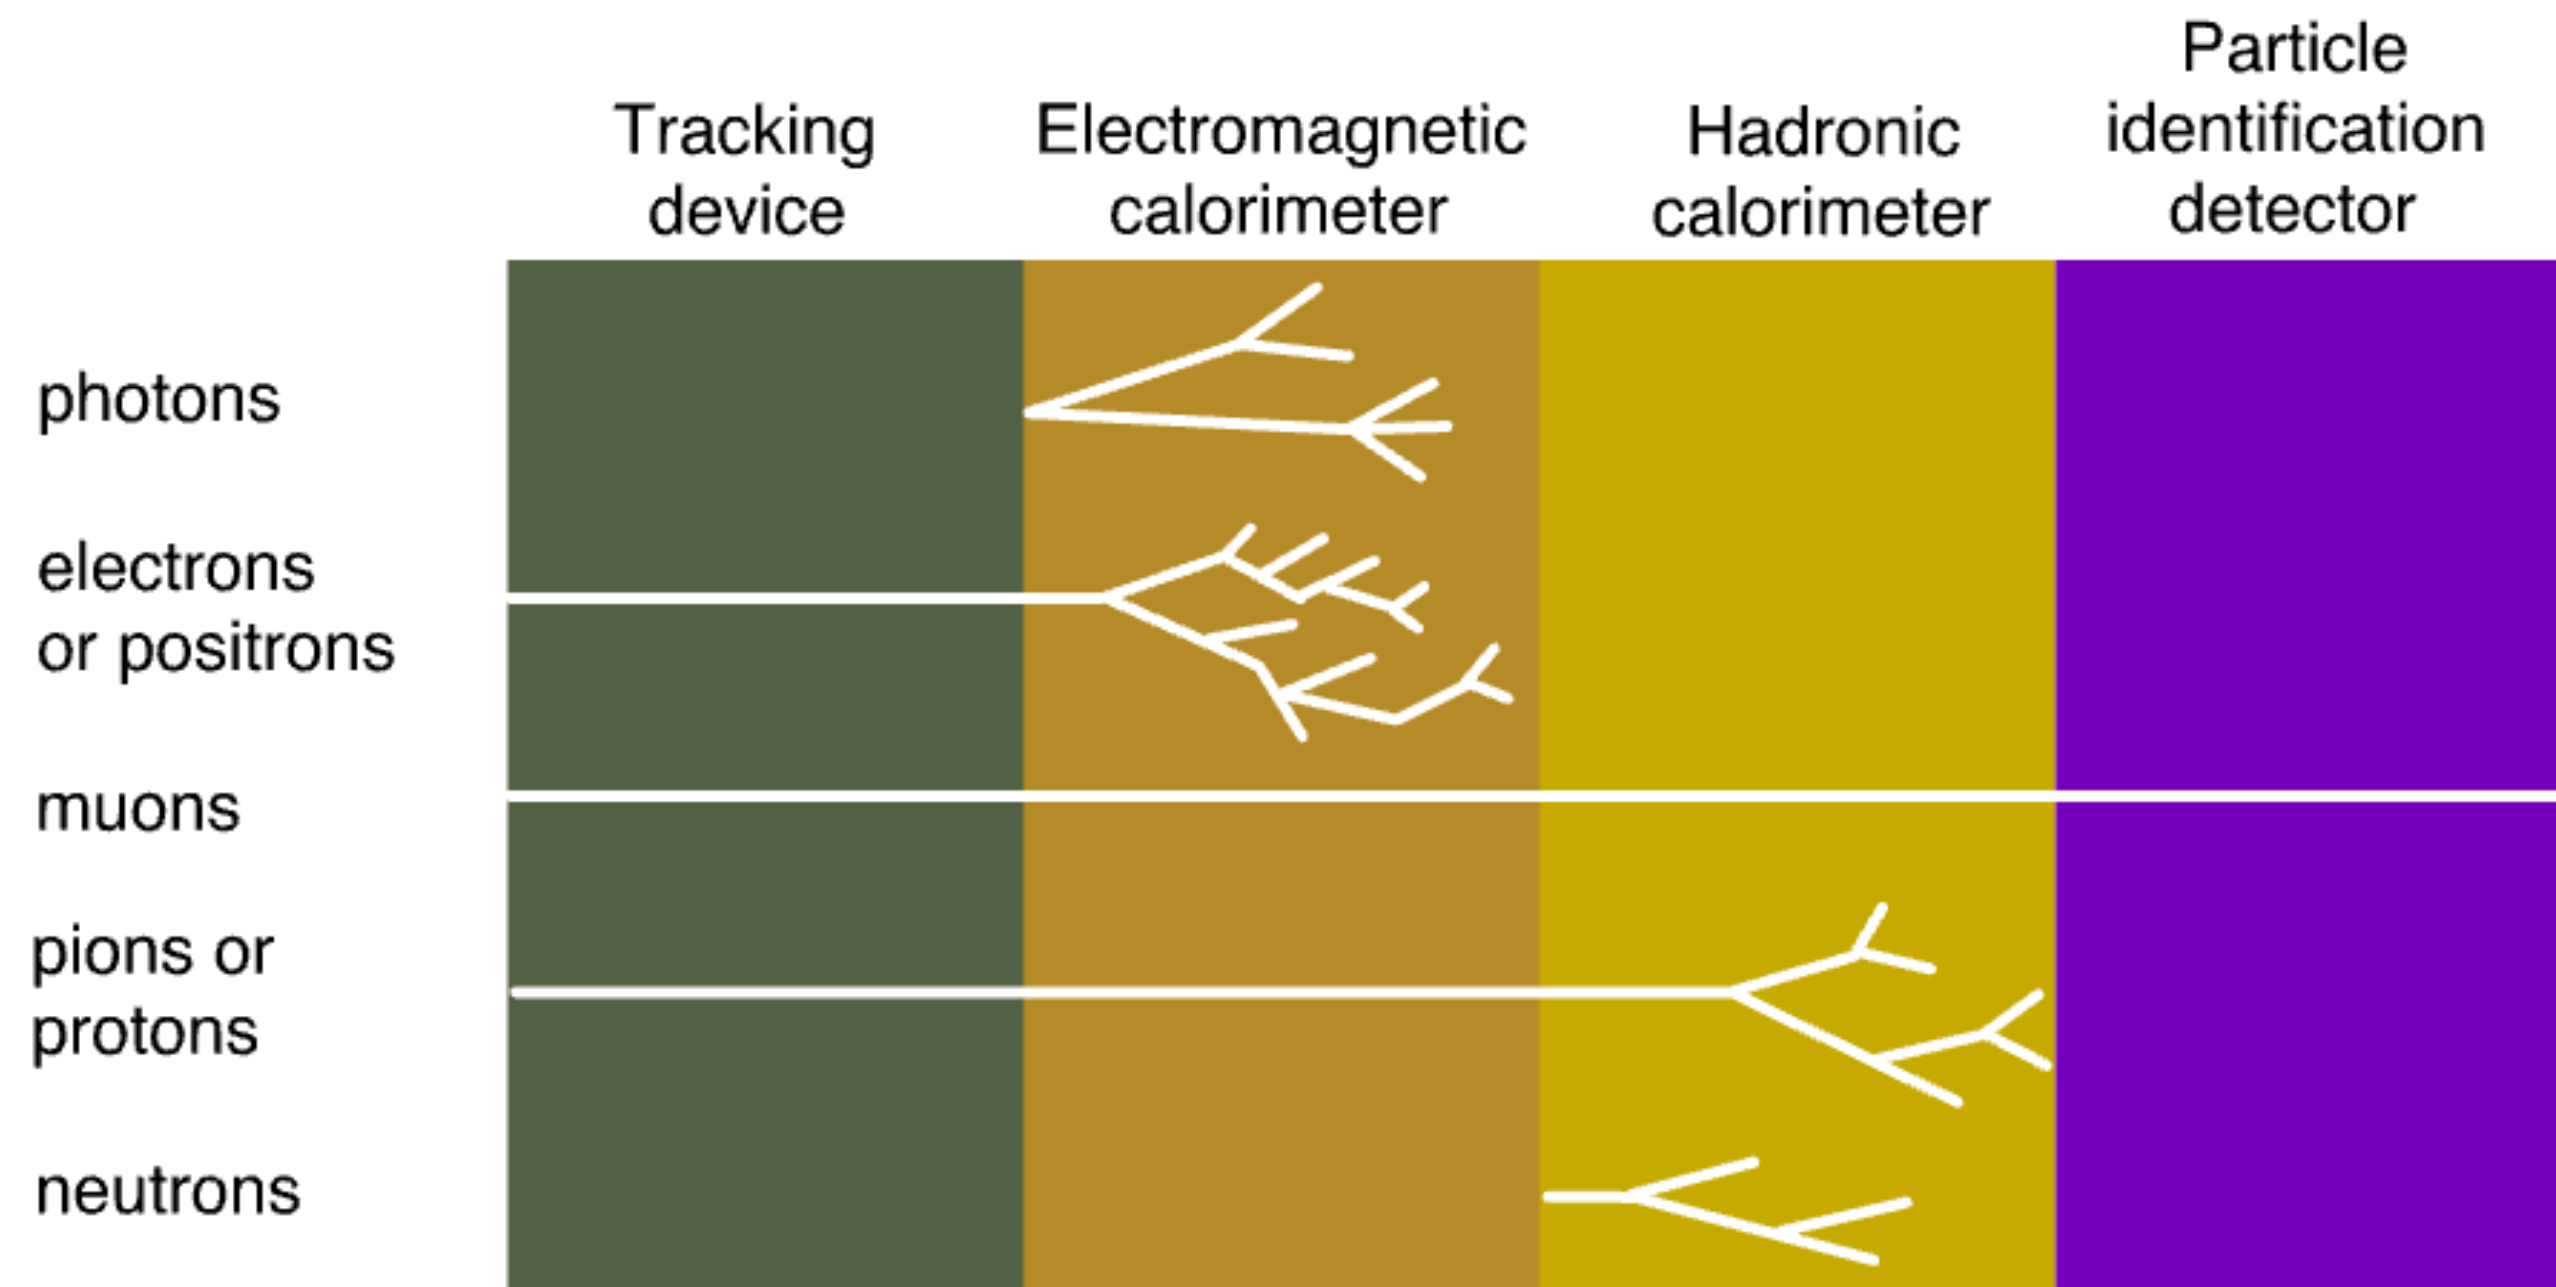 Tracking
device
Electromagnetic
calorimeter
Hadronic
calorimeter
Particle
identification
detector
photons
electrons
or positrons
muons
pions or
protons
neutrons